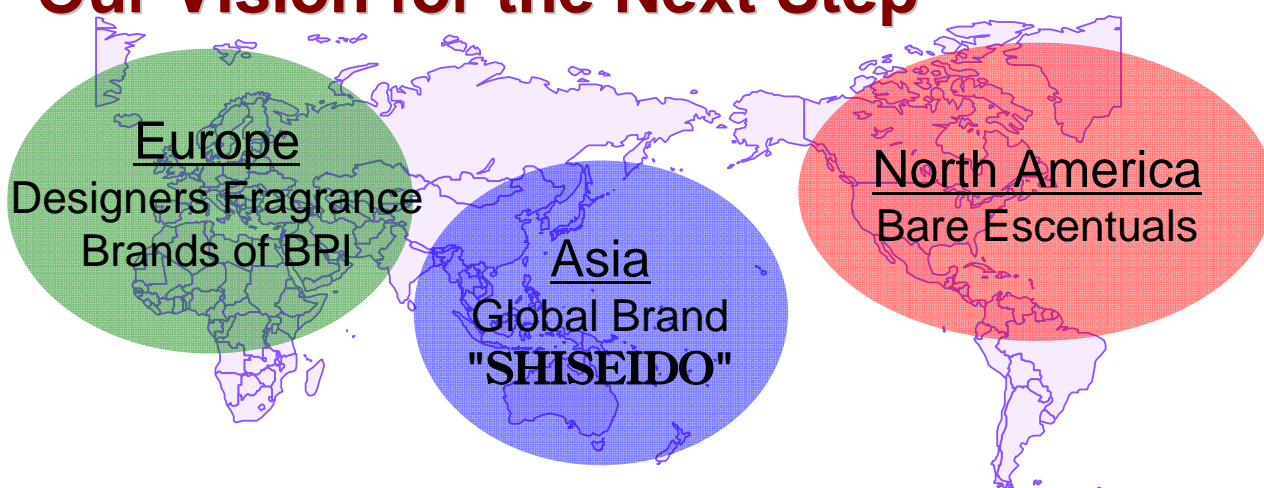 Our Vision for the Next Step
Europe
Designers Fragrance
Brands of BPI
Asia
Global Brand
"SHISEIDO"
North America
Bare Escentuals